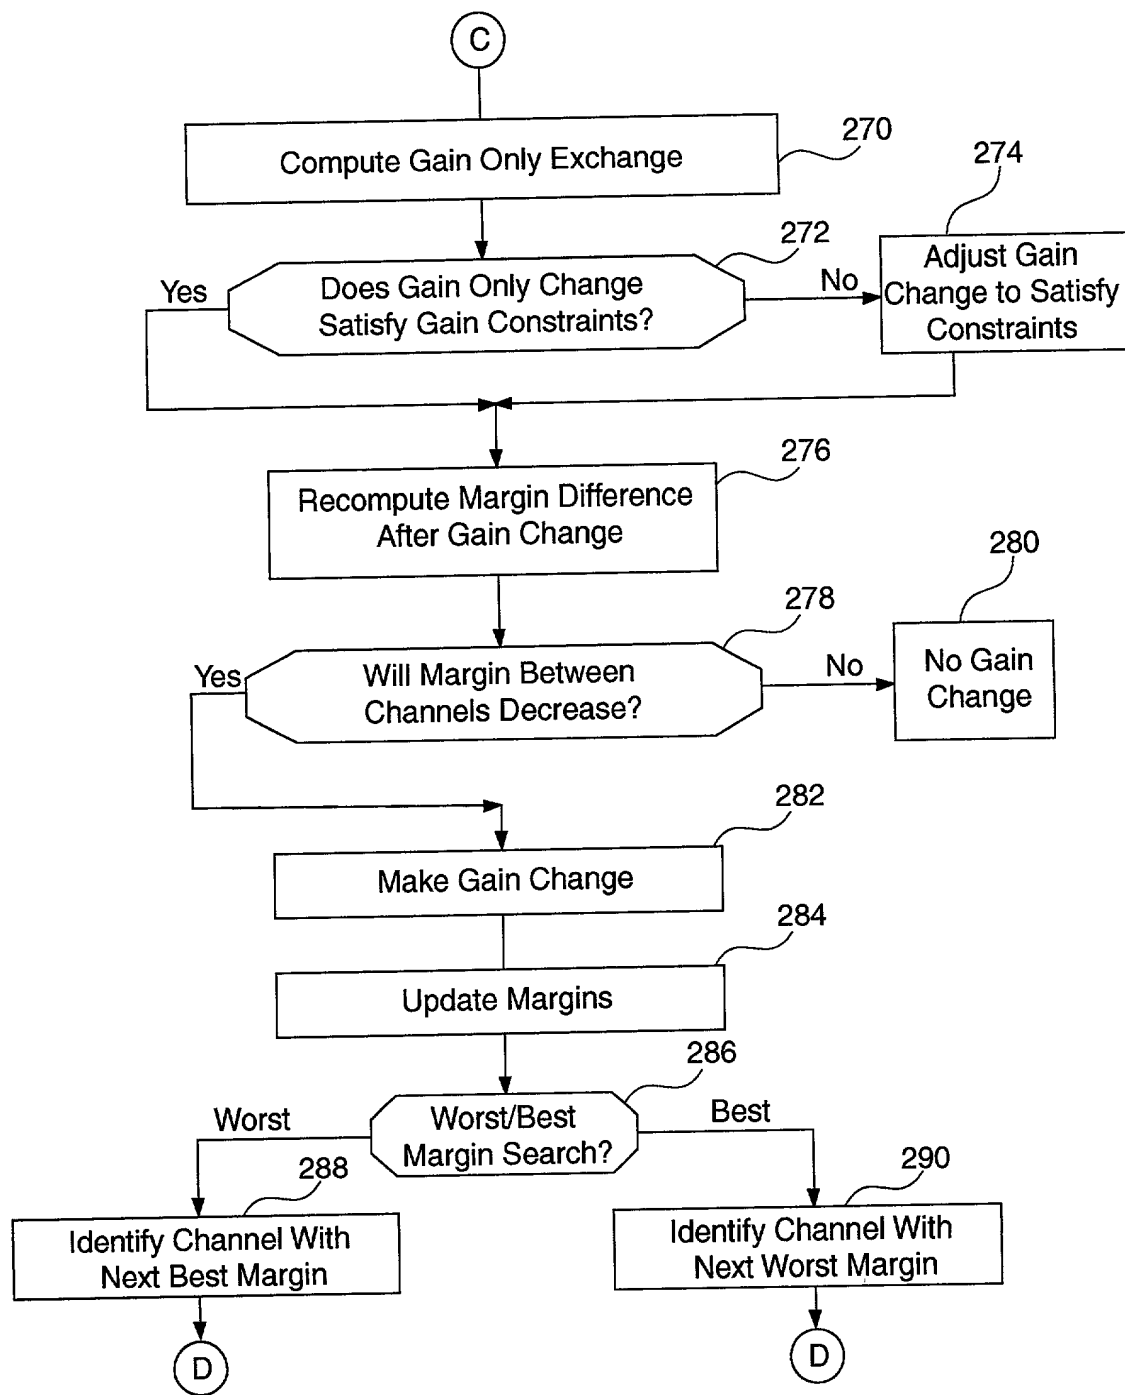 C
Compute Gain Only Exchange
270
274
272
Yes
Does Gain Only Change
Satisfy Gain Constraints?
No
Adjust Gain
Change to Satisfy
Constraints
276
Recompute Margin Difference
After Gain Change
280
278
Yes
Will Margin Between
Channels Decrease?
No
No Gain
Change
282
Make Gain Change
284
Update Margins
286
Worst
Worst/Best
Margin Search?
Best
288
290
Identify Channel With
Next Best Margin
Identify Channel With
Next Worst Margin
D
D